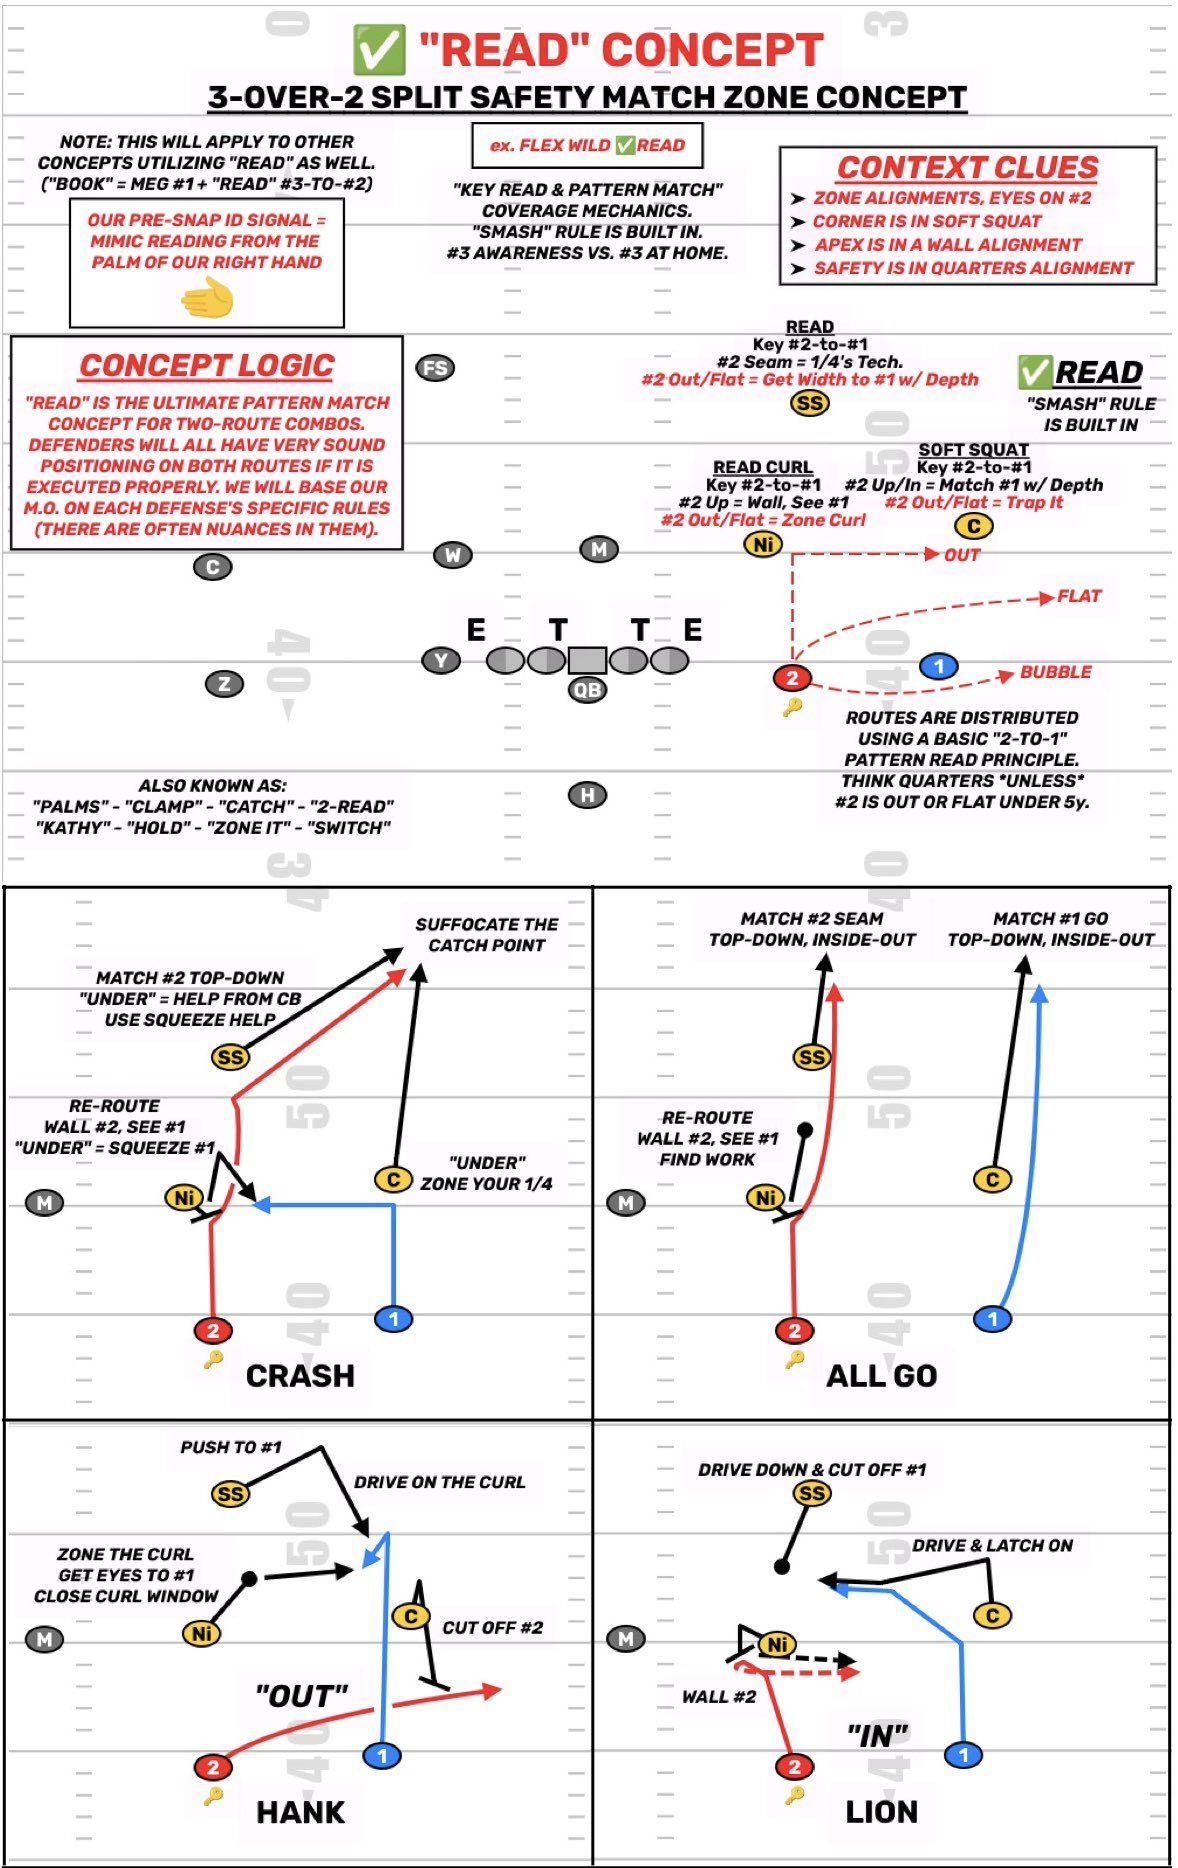 0
3
✅ "READ" CONCEPT
3-OVER-2 SPLIT SAFETY MATCH ZONE CONCEPT
NOTE: THIS WILL APPLY TO OTHER
CONCEPTS UTILIZING "READ" AS WELL.
("BOOK" = MEG #1 + "READ" #3-TO-#2)
OUR PRE-SNAP ID SIGNAL =
MIMIC READING FROM THE
PALM OF OUR RIGHT HAND
ex. FLEX WILD ✅READ
"KEY READ & PATTERN MATCH"
COVERAGE MECHANICS.
"SMASH" RULE IS BUILT IN.
#3 AWARENESS VS. #3 AT HOME.
CONTEXT CLUES
➤ ZONE ALIGNMENTS, EYES ON #2
➤ CORNER IS IN SOFT SQUAT
➤ APEX IS IN A WALL ALIGNMENT
➤ SAFETY IS IN QUARTERS ALIGNMENT
CONCEPT LOGIC
"READ" IS THE ULTIMATE PATTERN MATCH
CONCEPT FOR TWO-ROUTE COMBOS.
DEFENDERS WILL ALL HAVE VERY SOUND
POSITIONING ON BOTH ROUTES IF IT IS
EXECUTED PROPERLY. WE WILL BASE OUR
M.O. ON EACH DEFENSE'S SPECIFIC RULES
(THERE ARE OFTEN NUANCES IN THEM).
FS
READ
Key #2-to-#1
#2 Seam = 1/4's Tech.
#2 Out/Flat = Get Width to #1 w/ Depth
SS
✅READ
"SMASH" RULE
IS BUILT IN
50
READ CURL
Key #2-to-#1
#2 Up = Wall, See #1
#2 Out/Flat = Zone Curl
Ni
SOFT SQUAT
Key #2-to-#1
#2 Up/In = Match #1 w/ Depth
#2 Out/Flat = Trap It
C
C
W
M
OUT
FLAT
BUBBLE
E
T
T
E
40
40
Y
Z
QB
2
1
H
ROUTES ARE DISTRIBUTED
USING A BASIC "2-TO-1"
PATTERN READ PRINCIPLE.
THINK QUARTERS *UNLESS*
#2 IS OUT OR FLAT UNDER 5y.
ALSO KNOWN AS:
"PALMS" - "CLAMP" - "CATCH" - "2-READ"
"KATHY" - "HOLD" - "ZONE IT" - "SWITCH"
3
40
SUFFOCATE THE
CATCH POINT
MATCH #2 TOP-DOWN
"UNDER" = HELP FROM CB
USE SQUEEZE HELP
SS
50
RE-ROUTE
WALL #2, SEE #1
"UNDER" = SQUEEZE #1
M
Ni
C
"UNDER"
ZONE YOUR 1/4
40
2
1
CRASH
MATCH #2 SEAM
TOP-DOWN, INSIDE-OUT
MATCH #1 GO
TOP-DOWN, INSIDE-OUT
SS
50
RE-ROUTE
WALL #2, SEE #1
FIND WORK
M
Ni
C
40
2
1
ALL GO
PUSH TO #1
SS
DRIVE ON THE CURL
50
ZONE THE CURL
GET EYES TO #1
CLOSE CURL WINDOW
M
Ni
C
CUT OFF #2
"OUT"
40
2
1
HANK
DRIVE DOWN & CUT OFF #1
SS
50
DRIVE & LATCH ON
M
Ni
C
WALL #2
"IN"
40
2
1
LION